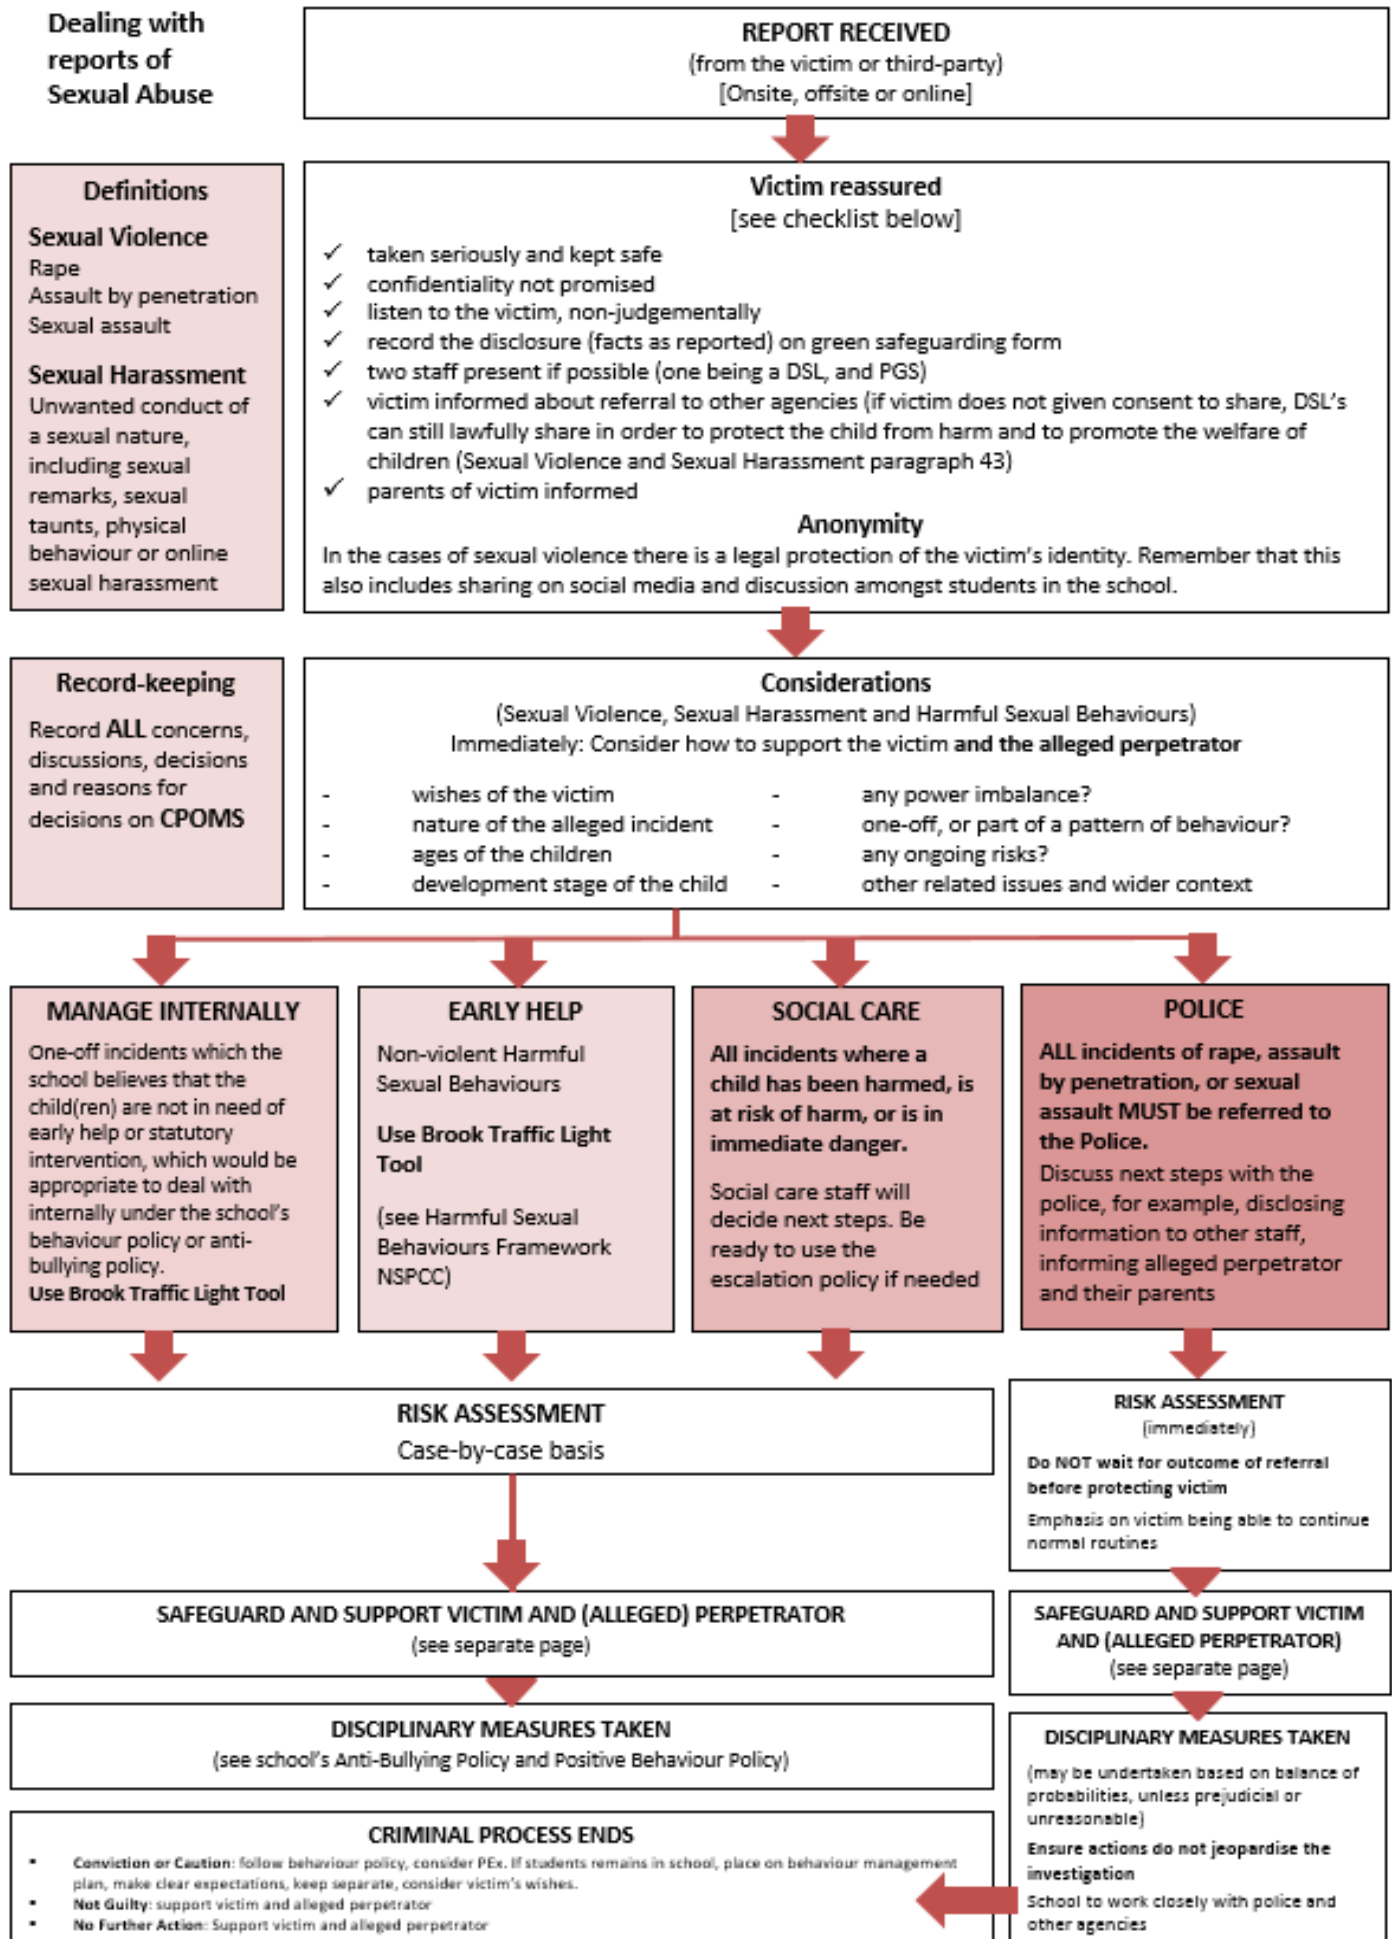 Dealing with
reports of
Sexual Abuse
REPORT RECEIVED
(from the victim or third-party)
[Onsite, offsite or online]
Definitions
Sexual Violence
Rape
Assault by penetration
Sexual assault
Sexual Harassment
Unwanted conduct of
a sexual nature,
including sexual
remarks, sexual
taunts, physical
behaviour or online
sexual harassment
Victim reassured
[see checklist below]
✓ taken seriously and kept safe
✓ confidentiality not promised
✓ listen to the victim, non-judgementally
✓ record the disclosure (facts as reported) on green safeguarding form
✓ two staff present if possible (one being a DSL, and PGS)
✓ victim informed about referral to other agencies (if victim does not given consent to share, DSL's
can still lawfully share in order to protect the child from harm and to promote the welfare of
children (Sexual Violence and Sexual Harassment paragraph 43)
✓ parents of victim informed
Anonymity
In the cases of sexual violence there is a legal protection of the victim's identity. Remember that this
also includes sharing on social media and discussion amongst students in the school.
Record-keeping
Record ALL concerns,
discussions, decisions
and reasons for
decisions on CPOMS
Considerations
(Sexual Violence, Sexual Harassment and Harmful Sexual Behaviours)
Immediately: Consider how to support the victim and the alleged perpetrator
- wishes of the victim - any power imbalance?
- nature of the alleged incident - one-off, or part of a pattern of behaviour?
- ages of the children - any ongoing risks?
- development stage of the child - other related issues and wider context
MANAGE INTERNALLY
One-off incidents which the
school believes that the
child(ren) are not in need of
early help or statutory
intervention, which would be
appropriate to deal with
internally under the school's
behaviour policy or anti-
bullying policy.
Use Brook Traffic Light Tool
EARLY HELP
Non-violent Harmful
Sexual Behaviours
Use Brook Traffic Light
Tool
(see Harmful Sexual
Behaviours Framework
NSPCC)
SOCIAL CARE
All incidents where a
child has been harmed, is
at risk of harm, or is in
immediate danger.
Social care staff will
decide next steps. Be
ready to use the
escalation policy if needed
POLICE
ALL incidents of rape, assault
by penetration, or sexual
assault MUST be referred to
the Police.
Discuss next steps with the
police, for example, disclosing
information to other staff,
informing alleged perpetrator
and their parents
RISK ASSESSMENT
Case-by-case basis
SAFEGUARD AND SUPPORT VICTIM AND (ALLEGED) PERPETRATOR
(see separate page)
DISCIPLINARY MEASURES TAKEN
(see school's Anti-Bullying Policy and Positive Behaviour Policy)
RISK ASSESSMENT
(immediately)
Do NOT wait for outcome of referral
before protecting victim
Emphasis on victim being able to continue
normal routines
SAFEGUARD AND SUPPORT VICTIM
AND (ALLEGED PERPETRATOR)
(see separate page)
DISCIPLINARY MEASURES TAKEN
(may be undertaken based on balance of
probabilities, unless prejudicial or
unreasonable)
Ensure actions do not jeopardise the
investigation
School to work closely with police and
other agencies
CRIMINAL PROCESS ENDS
▪ Conviction or Caution: follow behaviour policy, consider PEx. If students remains in school, place on behaviour management
plan, make clear expectations, keep separate, consider victim's wishes.
▪ Not Guilty: support victim and alleged perpetrator
▪ No Further Action: Support victim and alleged perpetrator